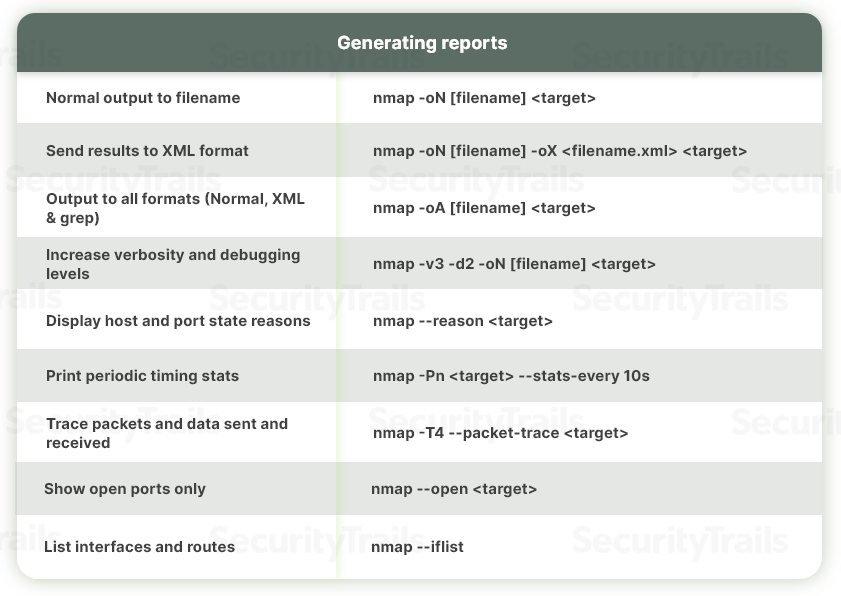 Generating reports
Normal output to filename
nmap -oN [filename] <target>
Send results to XML format
nmap -oN [filename] -oX <filename.xml> <target>
Output to all formats (Normal, XML
& grep)
nmap -oA [filename] <target>
Increase verbosity and debugging
levels
nmap -v3 -d2 -oN [filename] <target>
Display host and port state reasons
nmap --reason <target>
Print periodic timing stats
nmap -Pn <target> --stats-every 10s
Trace packets and data sent and
received
nmap -T4 --packet-trace <target>
Show open ports only
nmap --open <target>
List interfaces and routes
nmap --iflist
SecurityTrails